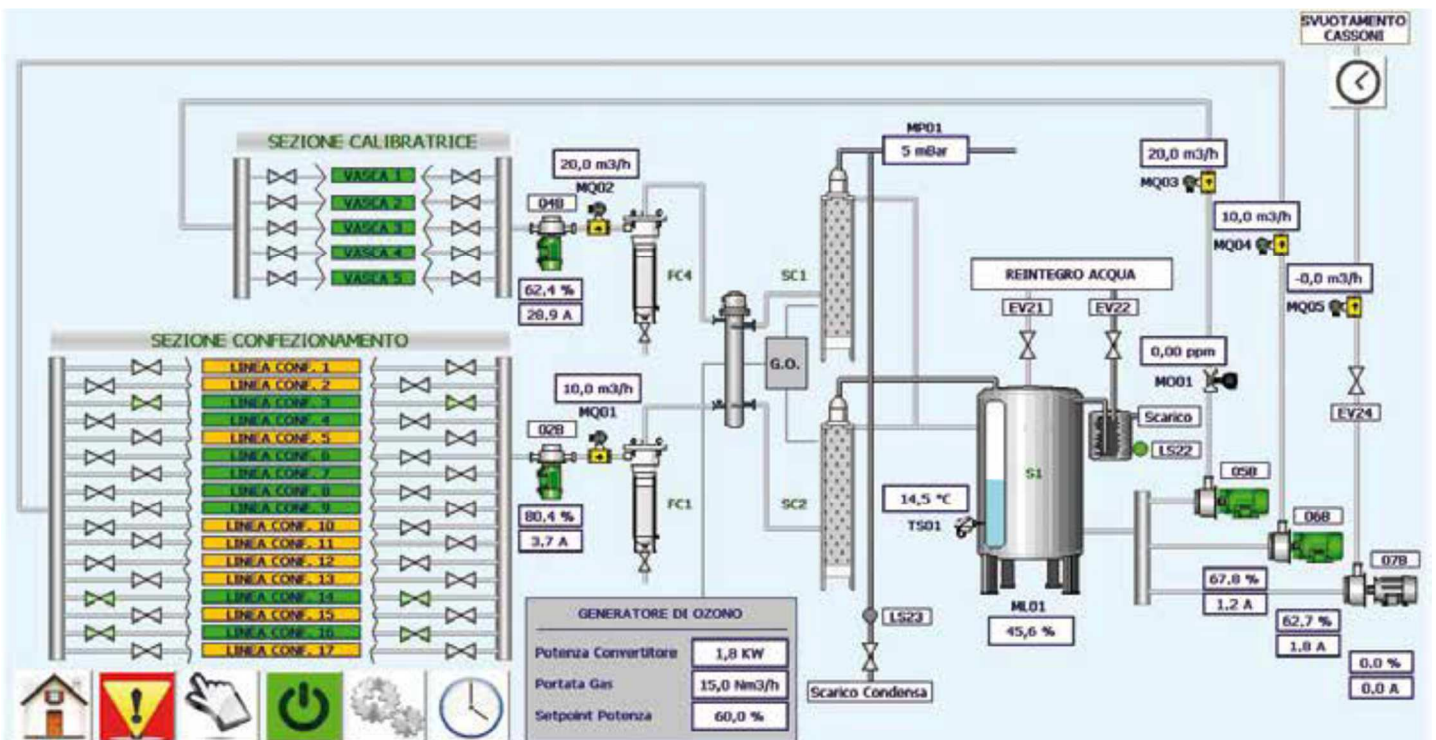 SVUOTAMENTO
CASSONI
SEZIONE CALIBRATRICE
VASCA 1
VASCA 2
VASCA 3
VASCA 4
VASCA 5
20,0 m3/h
MQ02
04B
62,4 %
28,9 A
FC4
SC1
MP01
5 mBar
20,0 m3/h
MQ03
10,0 m3/h
MQ04
-0,0 m3/h
MQ05
REINTEGRO ACQUA
EV21
EV22
0,00 ppm
MO01
EV24
Scarico
LS22
G.O.
SEZIONE CONFEZIONAMENTO
LINEA CONF. 1
LINEA CONF. 2
LINEA CONF. 3
LINEA CONF. 4
LINEA CONF. 5
LINEA CONF. 6
LINEA CONF. 7
LINEA CONF. 8
LINEA CONF. 9
LINEA CONF. 10
LINEA CONF. 11
LINEA CONF. 12
LINEA CONF. 13
LINEA CONF. 14
LINEA CONF. 15
LINEA CONF. 16
LINEA CONF. 17
10,0 m3/h
MQ01
02B
80,4 %
3,7 A
FC1
SC2
14,5 °C
TS01
S1
05B
06B
07B
67,8 %
1,2 A
62,7 %
1,8 A
0.0 %
0,0 A
ML01
45,6 %
LS23
Scarico Condensa
GENERATORE DI OZONO
Potenza Convertitore
1,8 KW
Portata Gas
15,0 Nm3/h
Setpoint Potenza
60,0 %